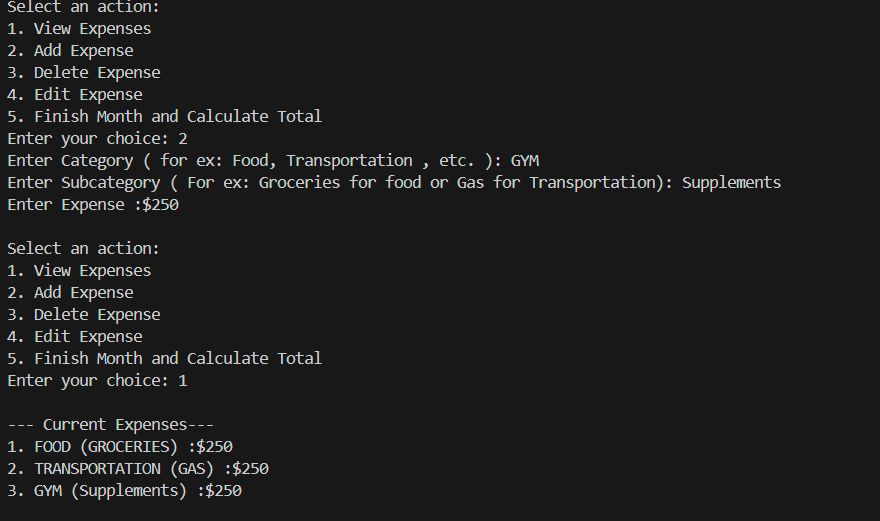 Select an action:
1. View Expenses
2. Add Expense
3. Delete Expense
4. Edit Expense
5. Finish Month and Calculate Total
Enter your choice: 2
Enter Category ( for ex: Food, Transportation , etc. ): GYM
Enter Subcategory ( For ex: Groceries for food or Gas for Transportation): Supplements
Enter Expense :$250
Select an action:
1. View Expenses
2. Add Expense
3. Delete Expense
4. Edit Expense
5. Finish Month and Calculate Total
Enter your choice: 1
--- Current Expenses---
1. FOOD (GROCERIES) :$250
2. TRANSPORTATION (GAS) :$250
3. GYM (Supplements) :$250